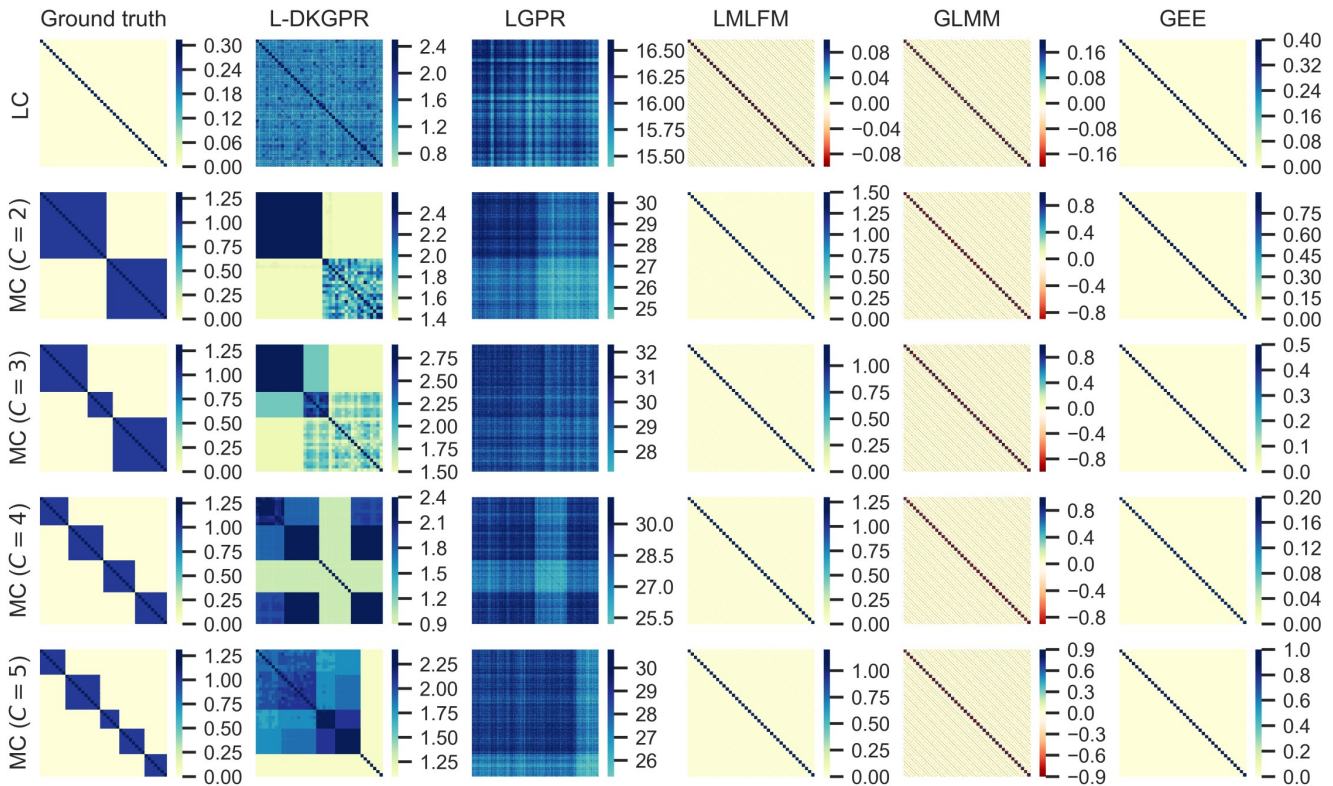 Ground truth L-DKGPR LGPR LMLFM GLMM GEE
LC
0.30 0.24 0.18 0.12 0.06 0.00
2.4 2.0 1.6 1.2 0.8
16.50 16.25 16.00 15.75 15.50
0.08 0.04 0.00 −0.04 −0.08
0.16 0.08 0.00 −0.08 −0.16
0.40 0.32 0.24 0.16 0.08 0.00
MC (C = 2)
1.25 1.00 0.75 0.50 0.25 0.00
2.4 2.2 2.0 1.8 1.6 1.4
30 29 28 27 26 25
1.50 1.25 1.00 0.75 0.50 0.25 0.00
0.8 0.4 0.0 −0.4 −0.8
0.75 0.60 0.45 0.30 0.15 0.00
MC (C = 3)
1.25 1.00 0.75 0.50 0.25 0.00
2.75 2.50 2.25 2.00 1.75 1.50
32 31 30 29 28
1.00 0.75 0.50 0.25 0.00
0.8 0.4 0.0 −0.4 −0.8
0.5 0.4 0.3 0.2 0.1 0.0
MC (C = 4)
1.25 1.00 0.75 0.50 0.25 0.00
2.4 2.1 1.8 1.5 1.2 0.9
30.0 28.5 27.0 25.5
1.25 1.00 0.75 0.50 0.25 0.00
0.8 0.4 0.0 −0.4 −0.8
0.20 0.16 0.12 0.08 0.04 0.00
MC (C = 5)
1.25 1.00 0.75 0.50 0.25 0.00
2.25 2.00 1.75 1.50 1.25
30 29 28 27 26
1.00 0.75 0.50 0.25 0.00
0.9 0.6 0.3 0.0 −0.3 −0.6 −0.9
1.0 0.8 0.6 0.4 0.2 0.0